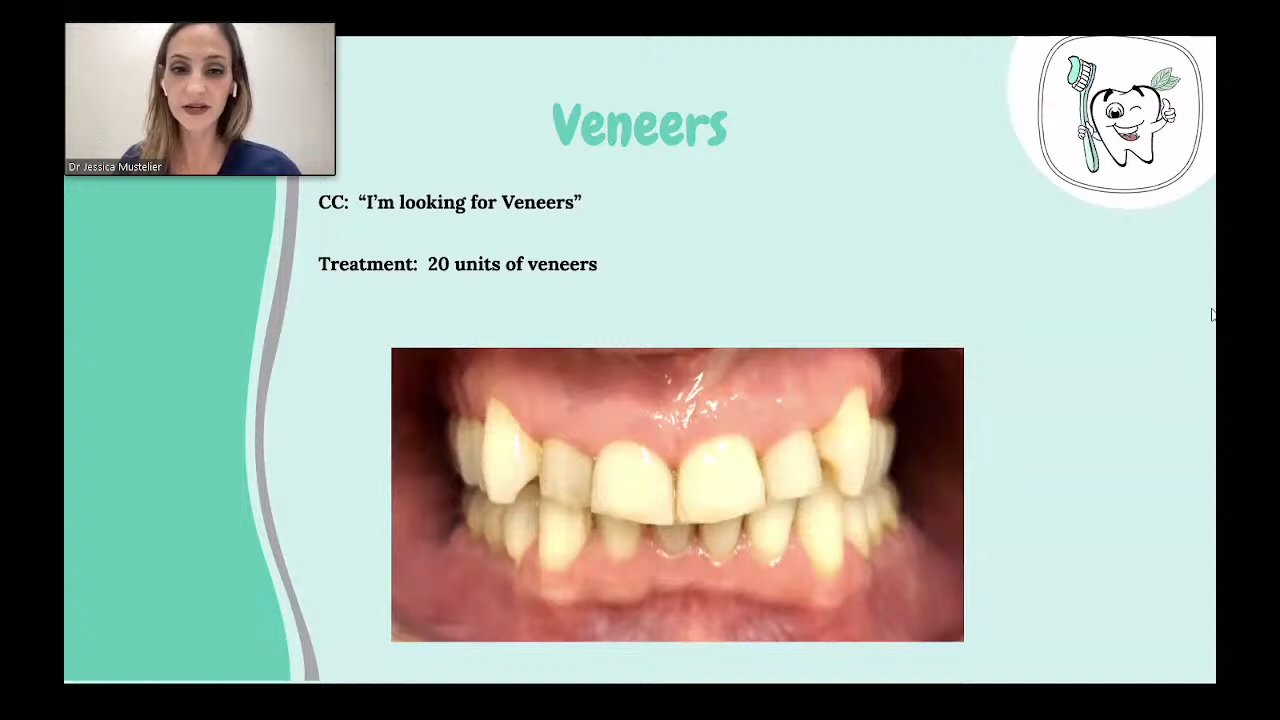 Veneers
Dr Jessica Mustelier
CC: “I’m looking for Veneers”
Treatment: 20 units of veneers